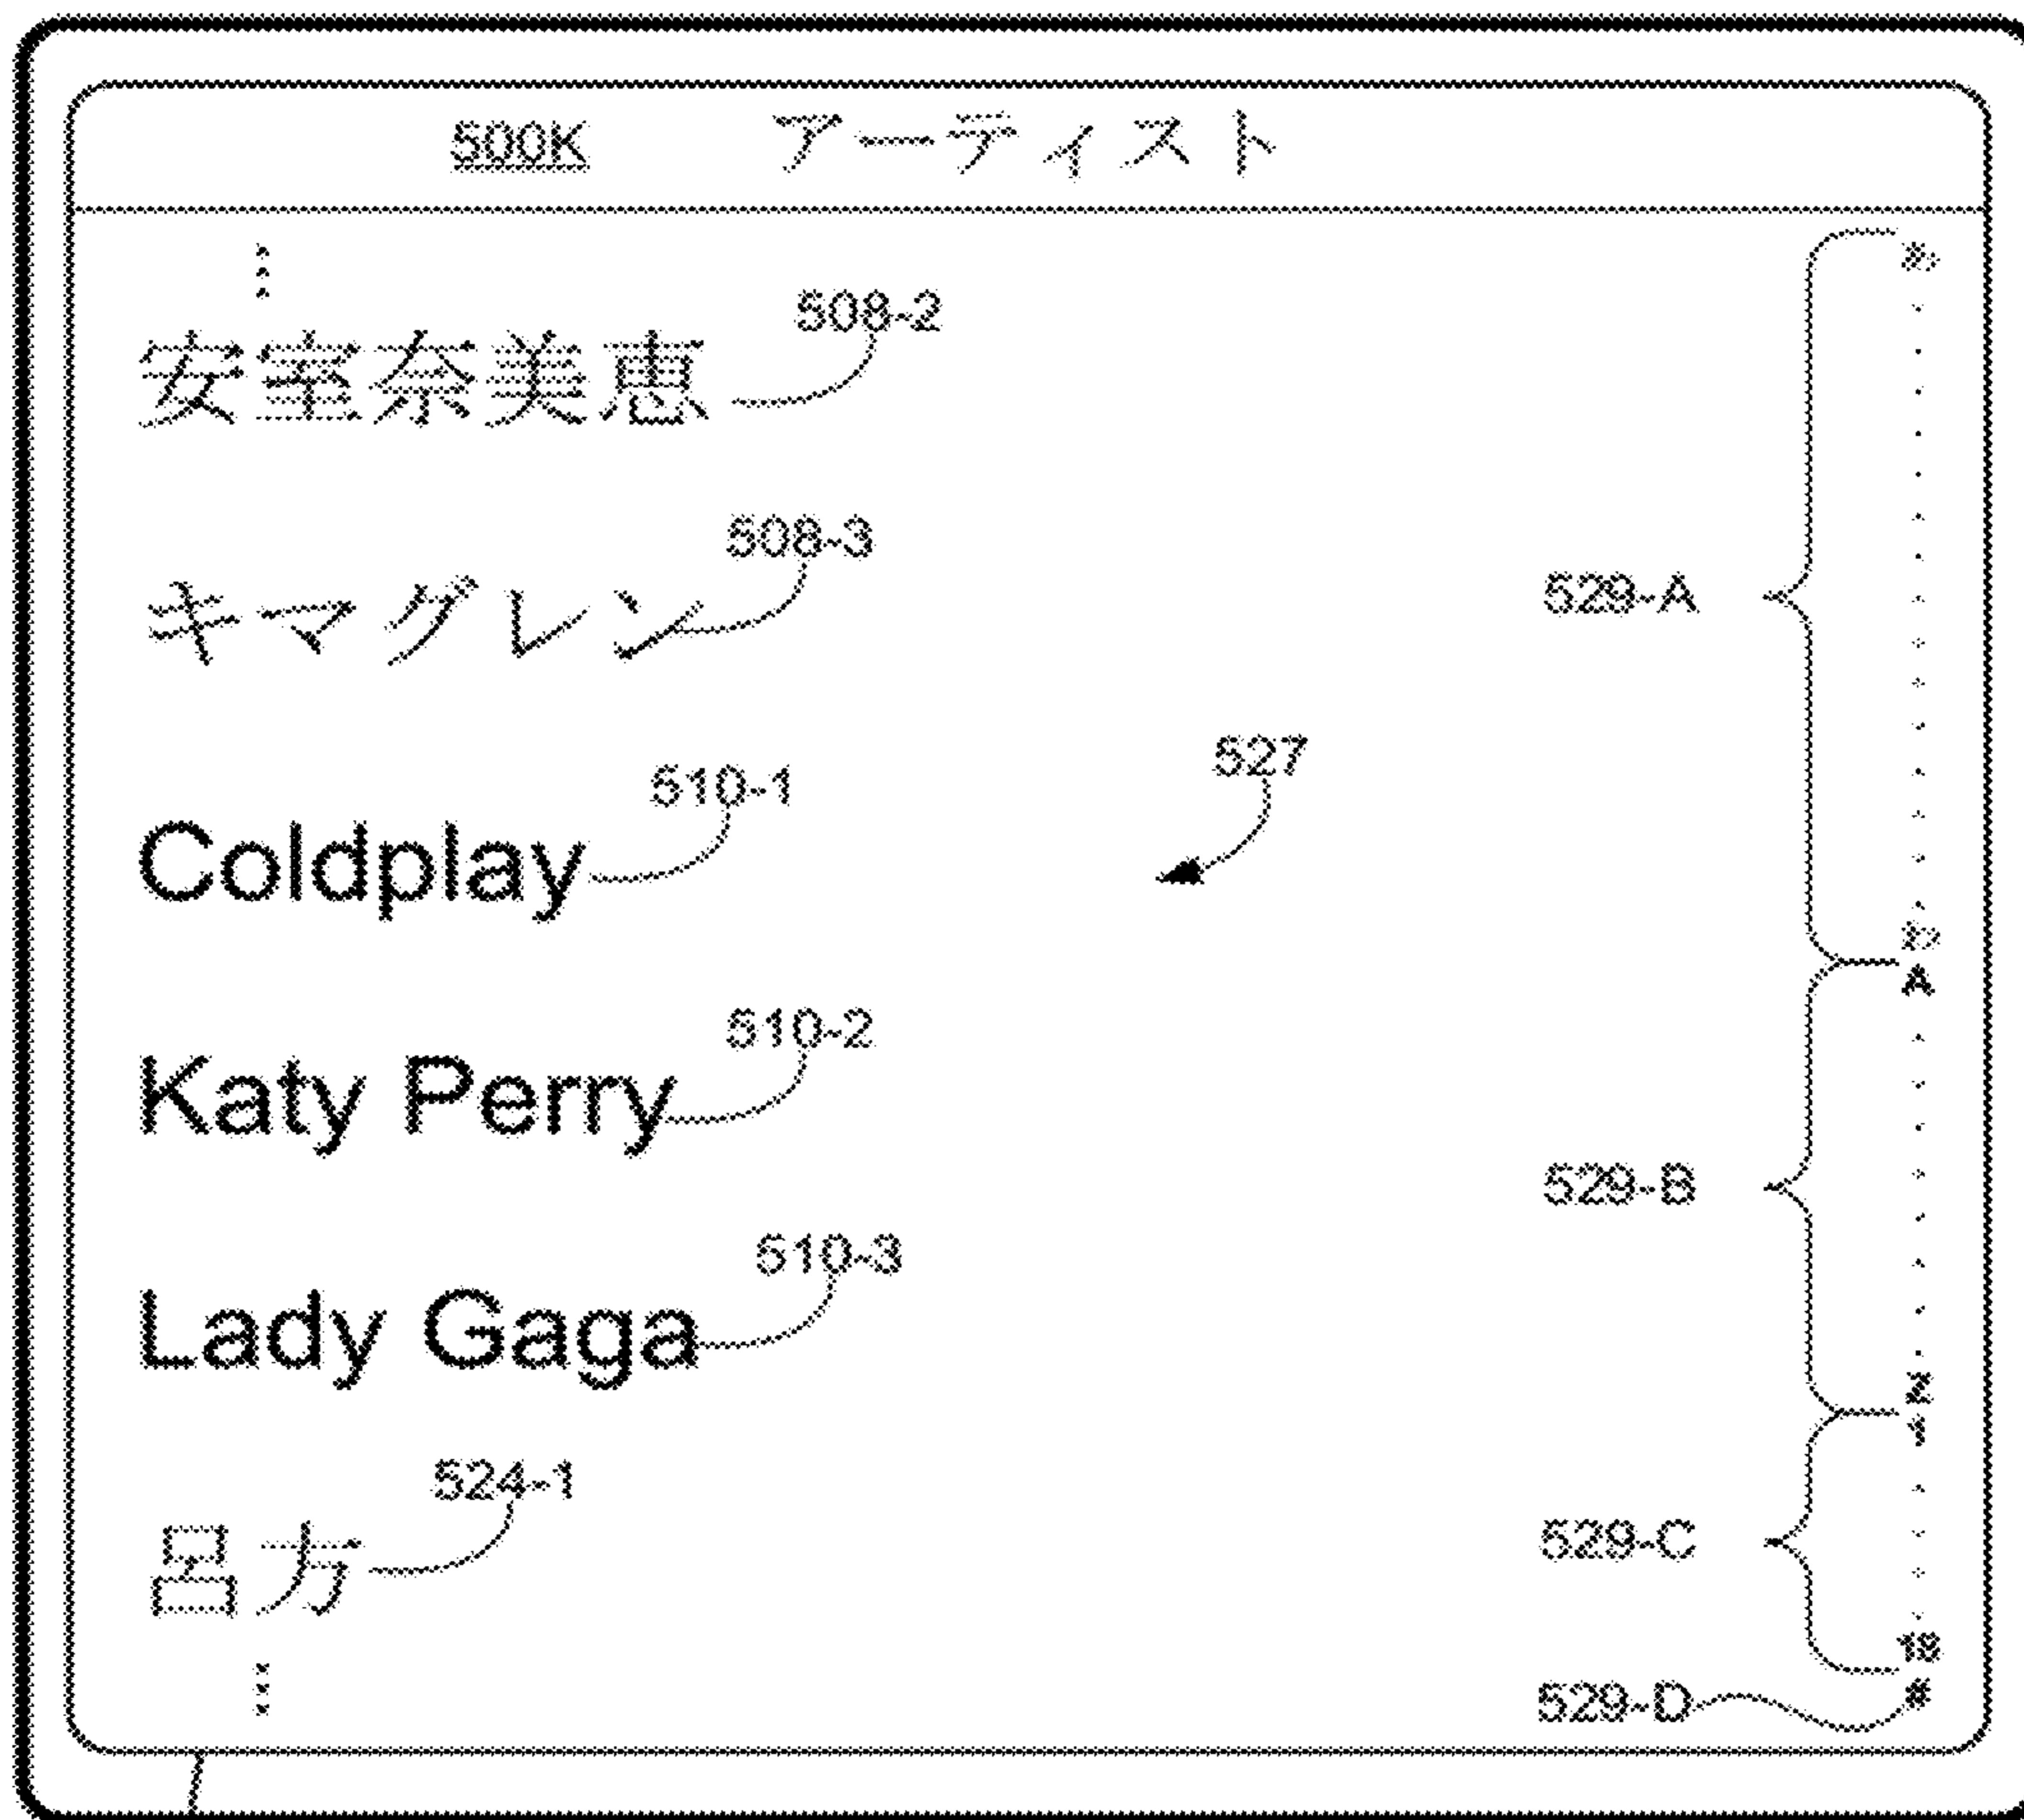 500K アーティスト
508-2
安室奈美恵
508-3
キマグレン
529-A
527
510-1
Coldplay
わ
A
510-2
Katy Perry
529-B
510-3
Lady Gaga
Z
1
524-1
呂方
529-C
19
529-D
#